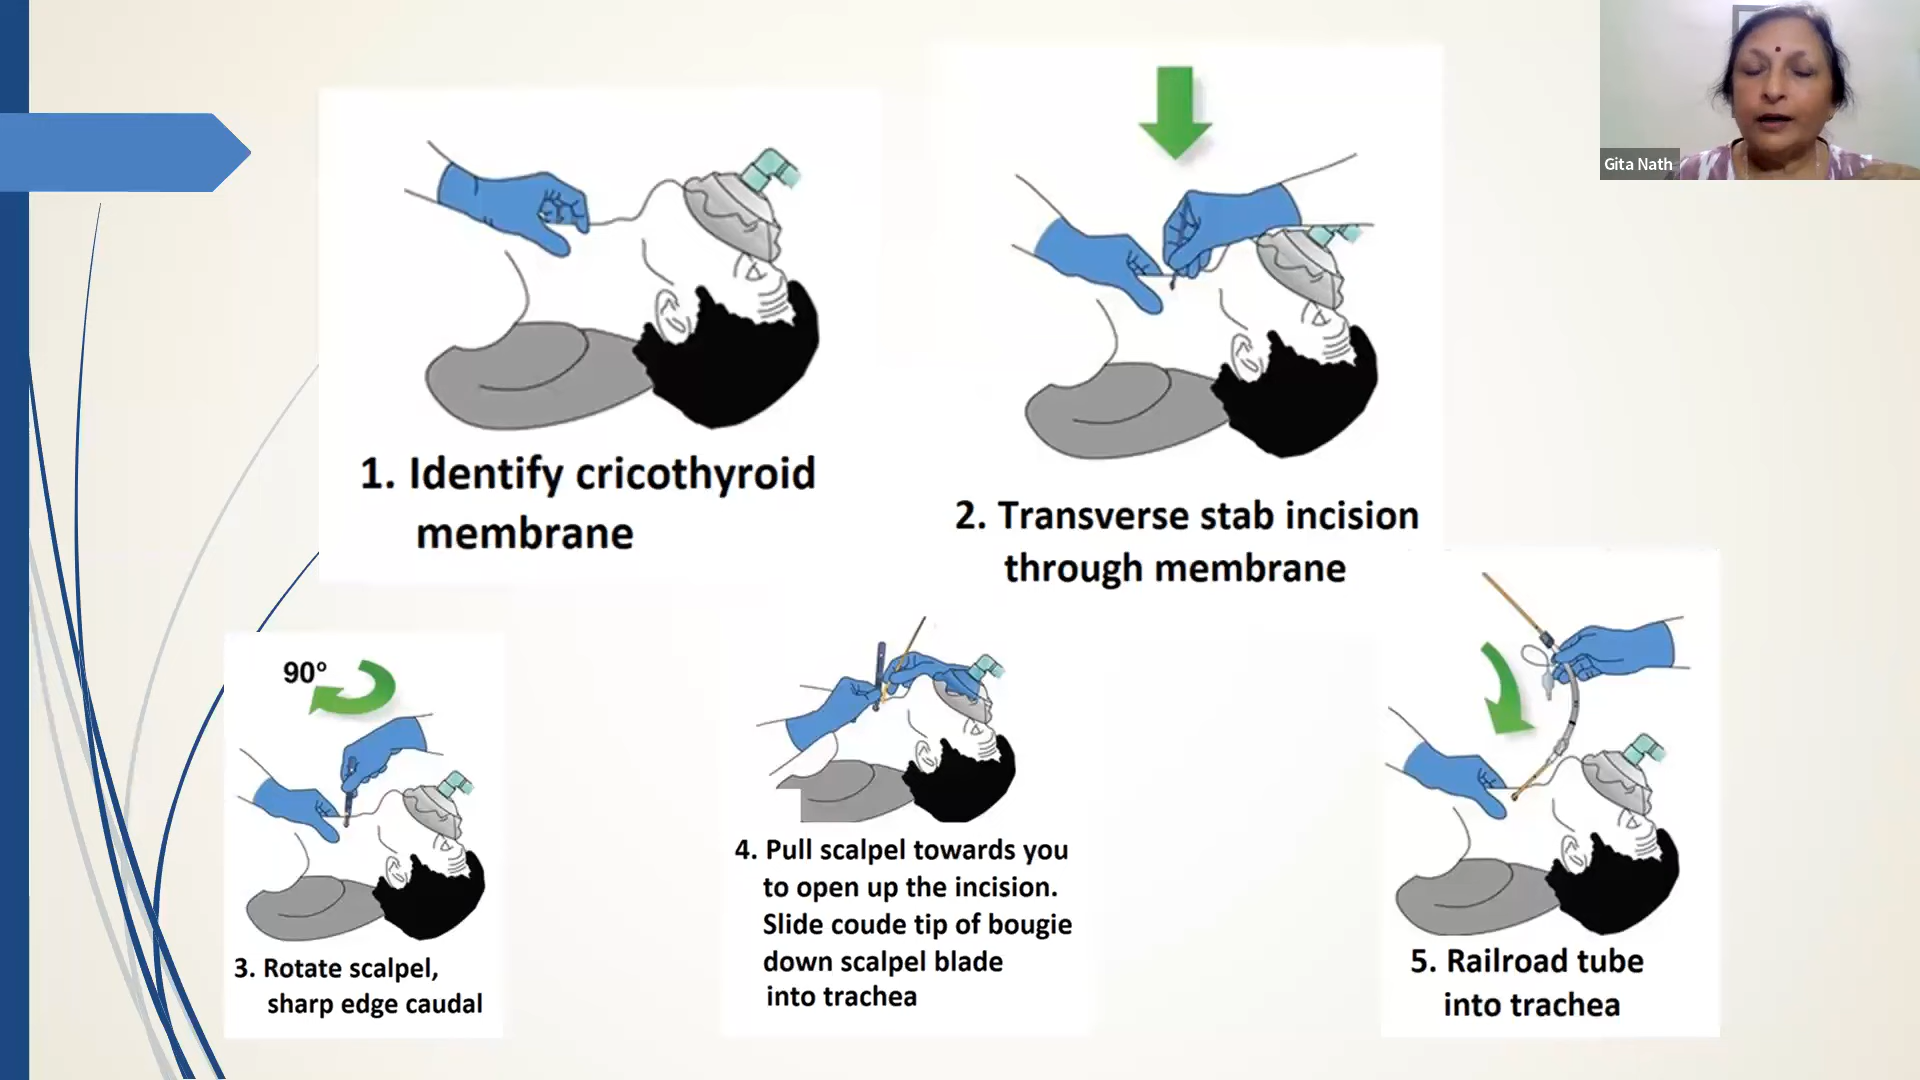 Gita Nath
1. Identify cricothyroid
membrane
2. Transverse stab incision
through membrane
90°
3. Rotate scalpel,
sharp edge caudal
4. Pull scalpel towards you
to open up the incision.
Slide coude tip of bougie
down scalpel blade
into trachea
5. Railroad tube
into trachea